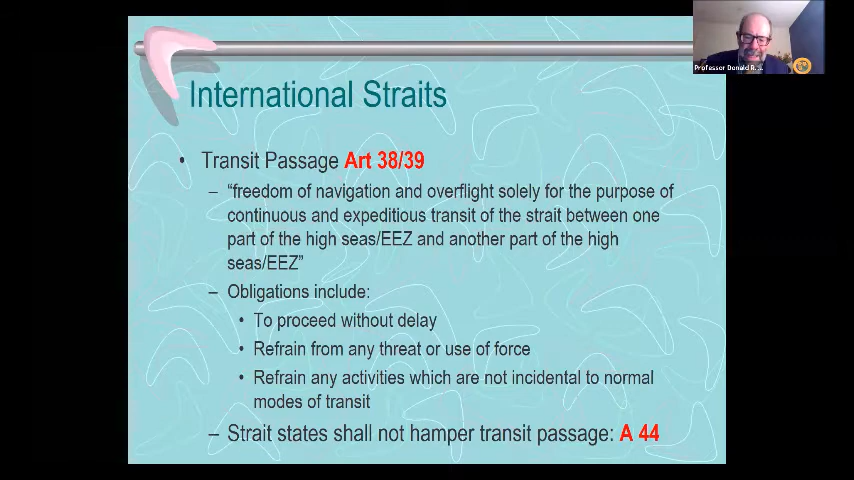 Professor Donald R...
International Straits
• Transit Passage Art 38/39
– “freedom of navigation and overflight solely for the purpose of
continuous and expeditious transit of the strait between one
part of the high seas/EEZ and another part of the high
seas/EEZ”
– Obligations include:
• To proceed without delay
• Refrain from any threat or use of force
• Refrain any activities which are not incidental to normal
modes of transit
– Strait states shall not hamper transit passage: A 44